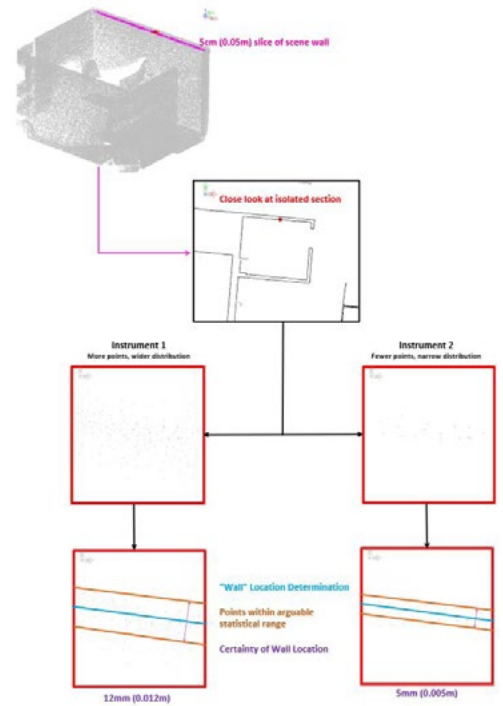 5cm (0.05m) slice of scene wall
Close look at isolated section
Instrument 1
More points, wider distribution
Instrument 2
Fewer points, narrow distribution
"Wall" Location Determination
Points within arguable
statistical range
Certainty of Wall Location
12mm (0.012m)
5mm (0.005m)